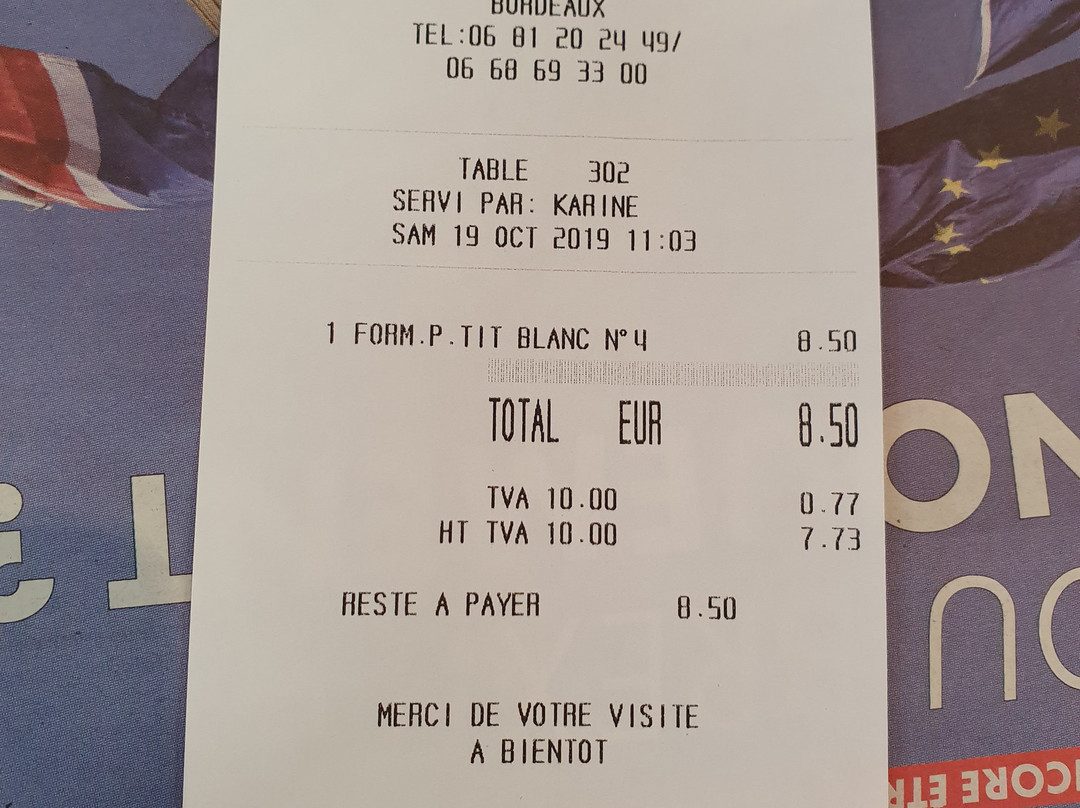 BORDEAUX
TEL:06 81 20 24 49/
06 68 69 33 00
TABLE 302
SERVI PAR: KARINE
SAM 19 OCT 2019 11:03
1 FORM.P.TIT BLANC N°4 8.50
TOTAL EUR 8.50
TVA 10.00 0.77
HT TVA 10.00 7.73
RESTE A PAYER 8.50
MERCI DE VOTRE VISITE
A BIENTOT